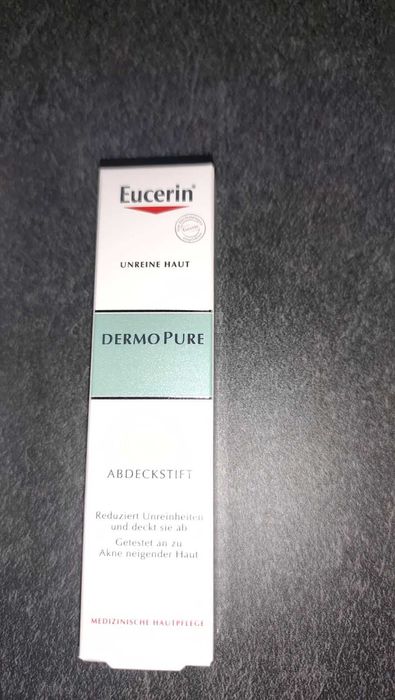 Eucerin®
UNREINE HAUT
DERMOPURE
ABDECKSTIFT
Reduziert Unreinheiten
und deckt sie ab
Getestet an zu
Akne neigender Haut
MEDIZINISCHE HAUTPFLEGE